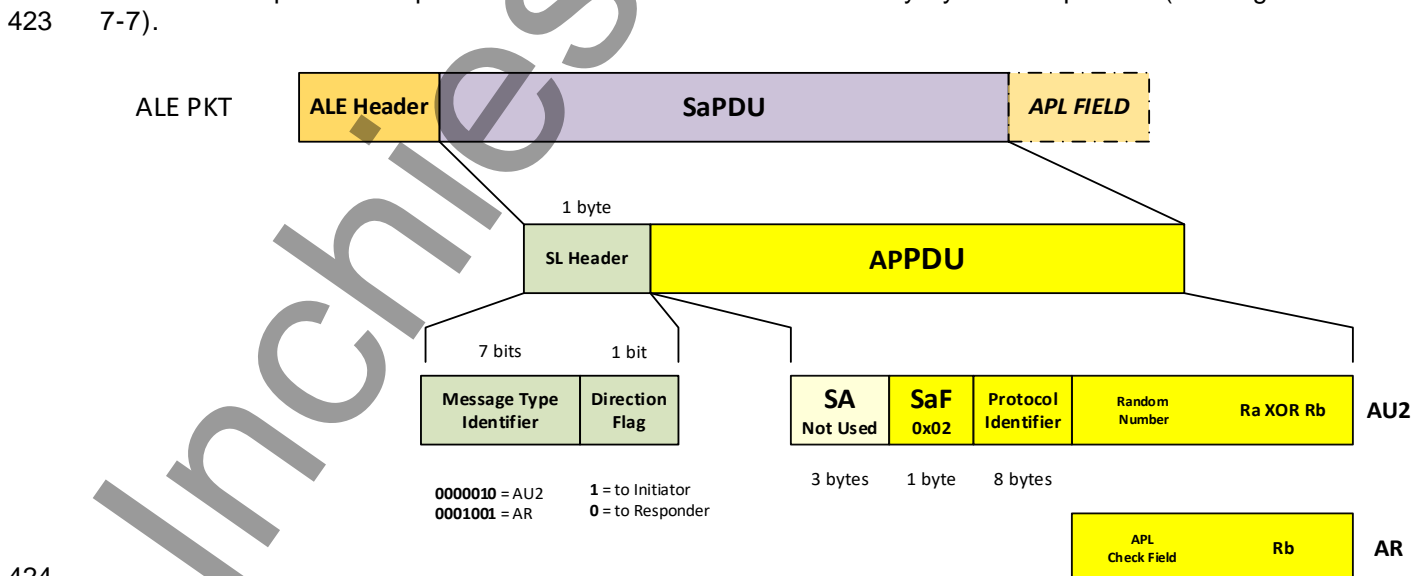 423 7-7).
ALE PKT
ALE Header SaPDU APL FIELD
1 byte
SL Header APPDU
7 bits 1 bit
Message Type Identifier Direction Flag
SA Not Used SaF 0x02 Protocol Identifier Random Number Ra XOR Rb AU2
3 bytes 1 byte 8 bytes
0000010 = AU2 1 = to Initiator
0001001 = AR 0 = to Responder
APL Check Field Rb AR
Inchies